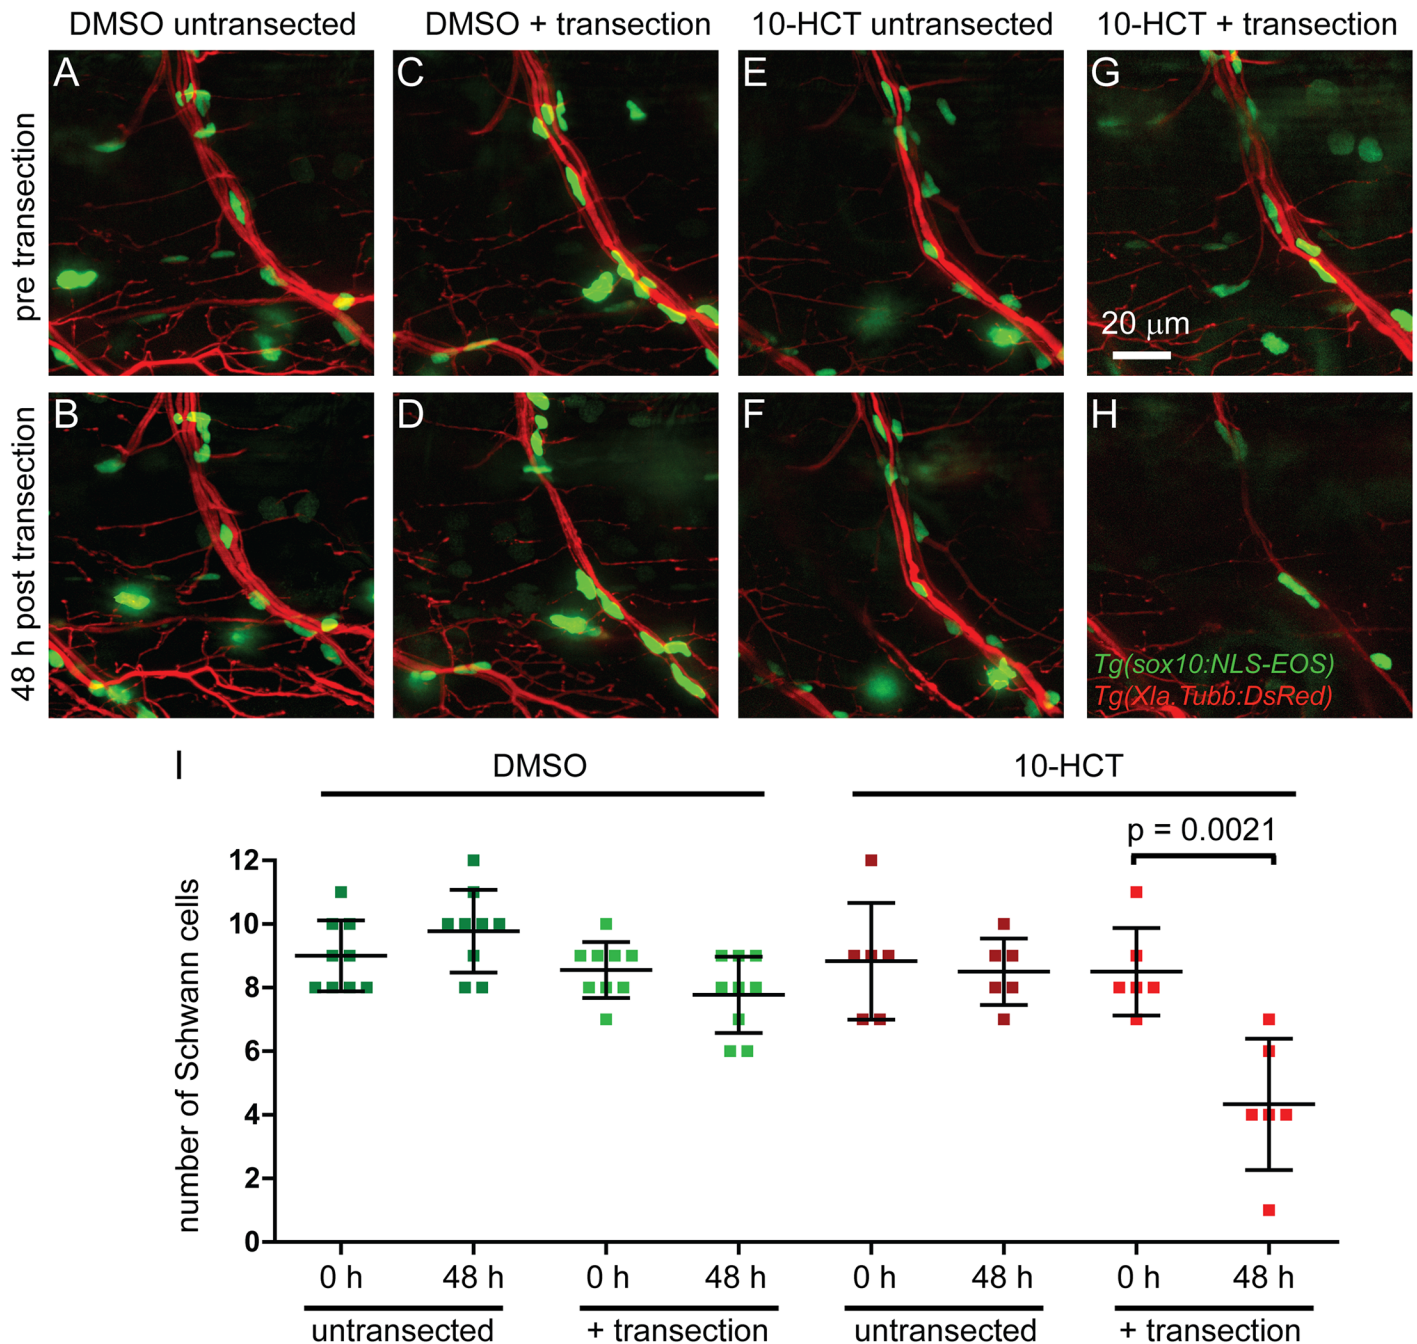 DMSO untransected DMSO + transection 10-HCT untransected 10-HCT + transection
pre transection
A C E G
20 μm
48 h post transection
B D F H
Tg(sox10:NLS-EOS)
Tg(Xla.Tubb:DsRed)
I
DMSO 10-HCT
p = 0.0021
number of Schwann cells
12
10
8
6
4
2
0
0 h 48 h 0 h 48 h 0 h 48 h 0 h 48 h
untransected + transection untransected + transection